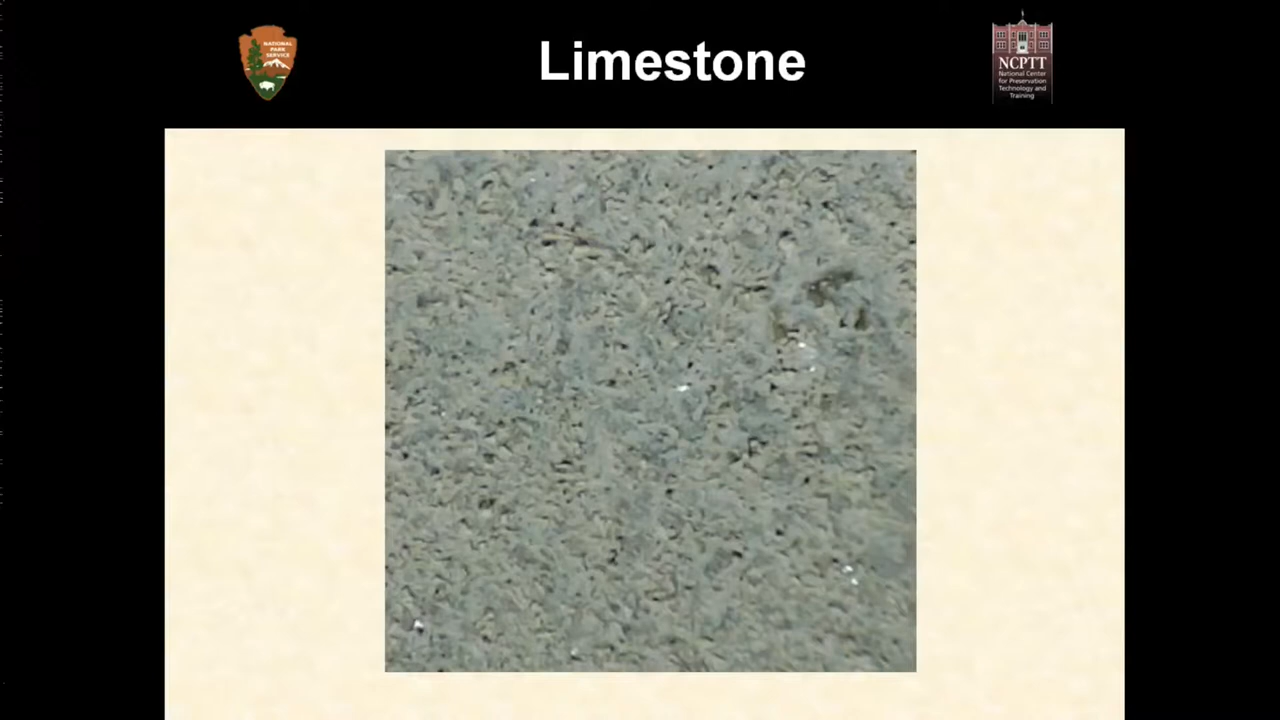 NATIONAL
PARK
SERVICE
Limestone
NCPTT
National Center
for Preservation
Technology and
Training